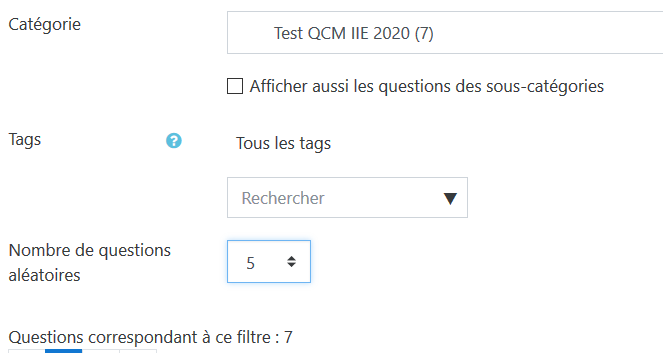 Catégorie
Test QCM IIE 2020 (7)
Afficher aussi les questions des sous-catégories
Tags
?
Tous les tags
Rechercher
Nombre de questions
aléatoires
5
Questions correspondant à ce filtre : 7